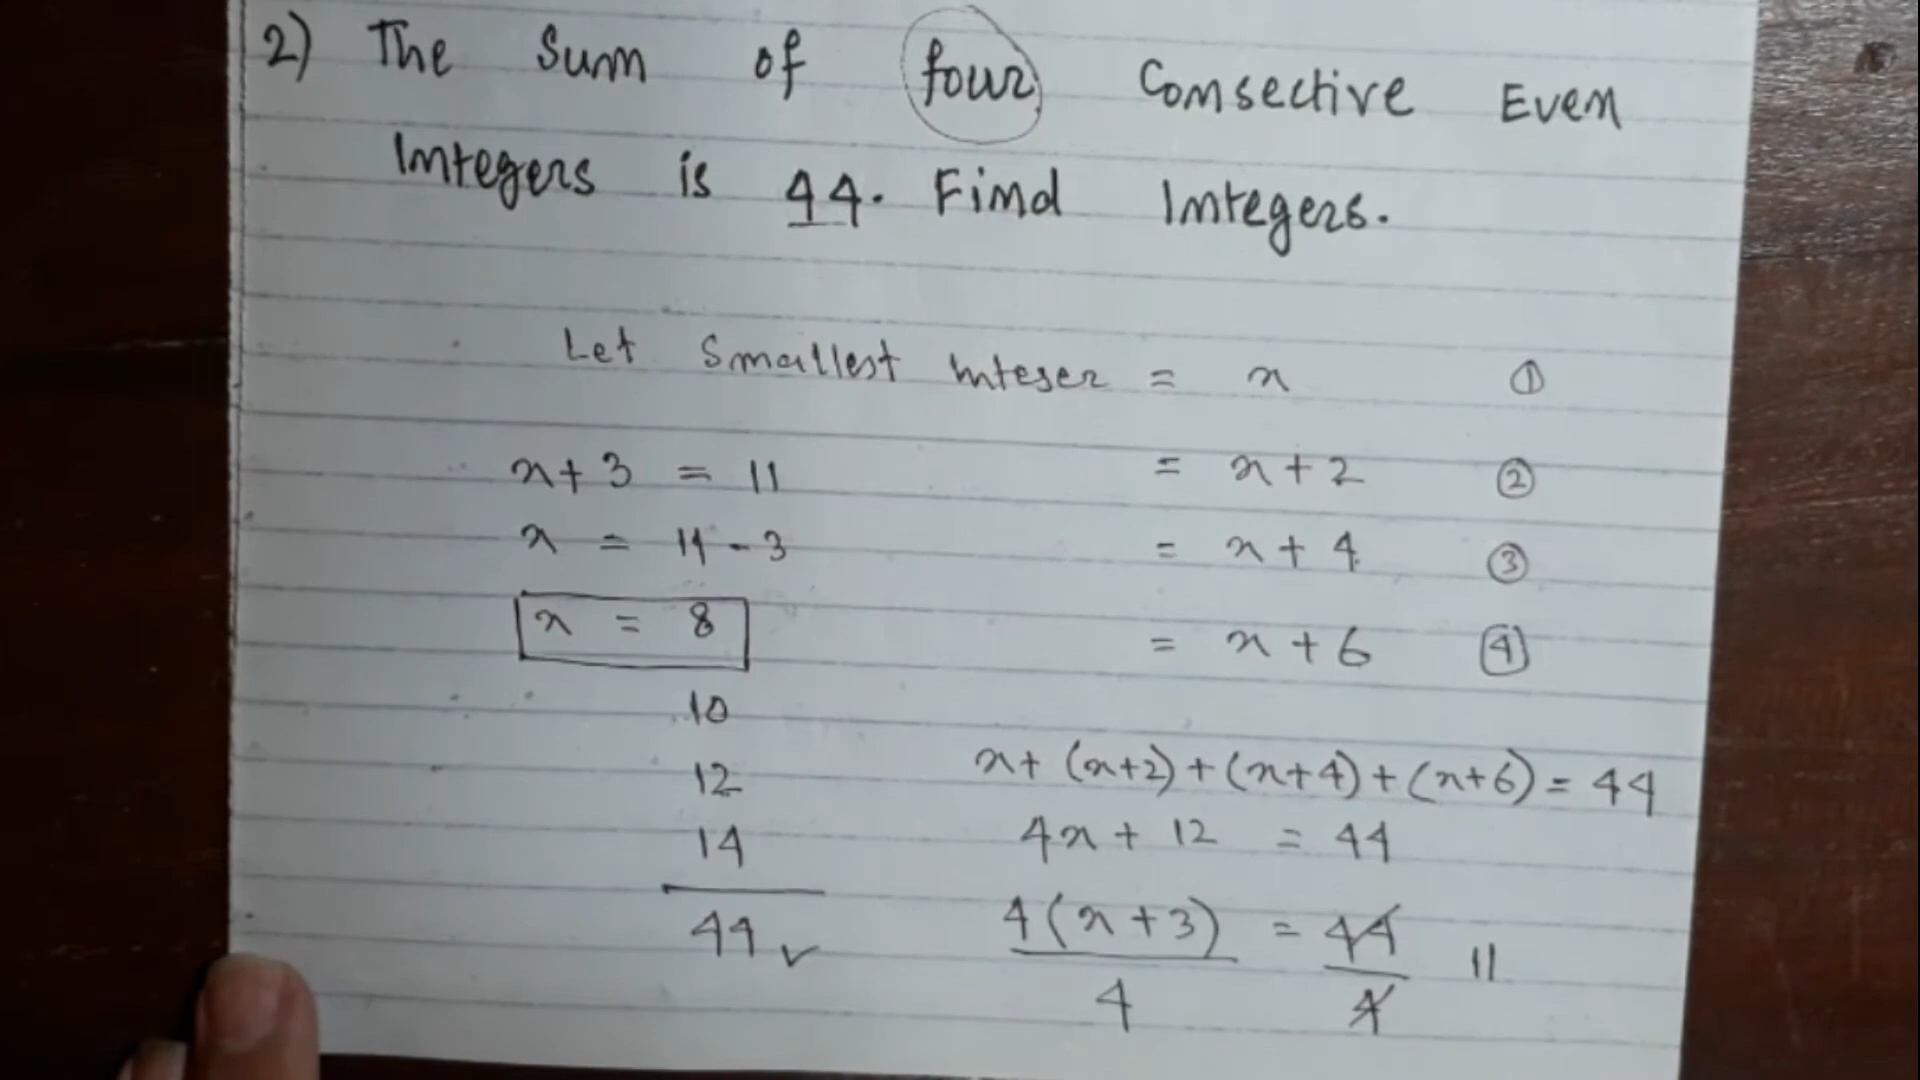 2) The Sum of four Consective Even
Integers is 44. Find Integers.
Let Smallest Integer = x ①
= x + 2 ②
= x + 4 ③
= x + 6 ④
x + (x+2) + (x+4) + (x+6) = 44
4x + 12 = 44
4(x+3) = 44 11
4 4
x + 3 = 11
x = 11 - 3
x = 8
10
12
14
44 ✓